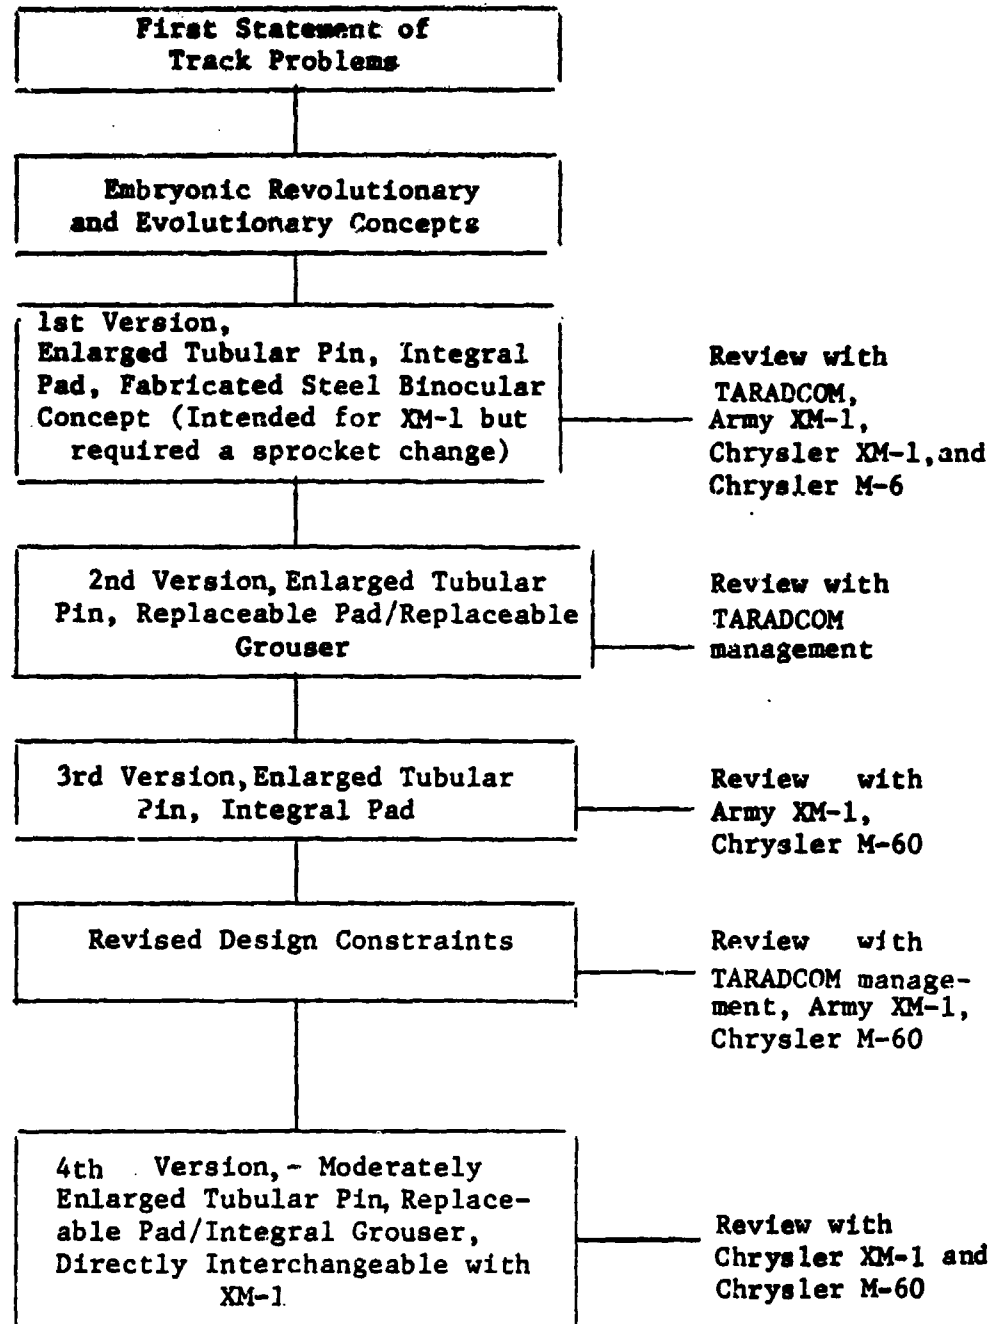 First Statement of
Track Problems
Embryonic Revolutionary
and Evolutionary Concepts
1st Version,
Enlarged Tubular Pin, Integral
Pad, Fabricated Steel Binocular
Concept (Intended for XM-1 but
required a sprocket change)
Review with
TARADCOM,
Army XM-1,
Chrysler XM-1,and
Chrysler M-6
2nd Version, Enlarged Tubular
Pin, Replaceable Pad/Replaceable
Grouser
Review with
TARADCOM
management
3rd Version, Enlarged Tubular
Pin, Integral Pad
Review with
Army XM-1,
Chrysler M-60
Revised Design Constraints
Review with
TARADCOM manage-
ment, Army XM-1,
Chrysler M-60
4th Version, - Moderately
Enlarged Tubular Pin, Replace-
able Pad/Integral Grouser,
Directly Interchangeable with
XM-1.
Review with
Chrysler XM-1 and
Chrysler M-60